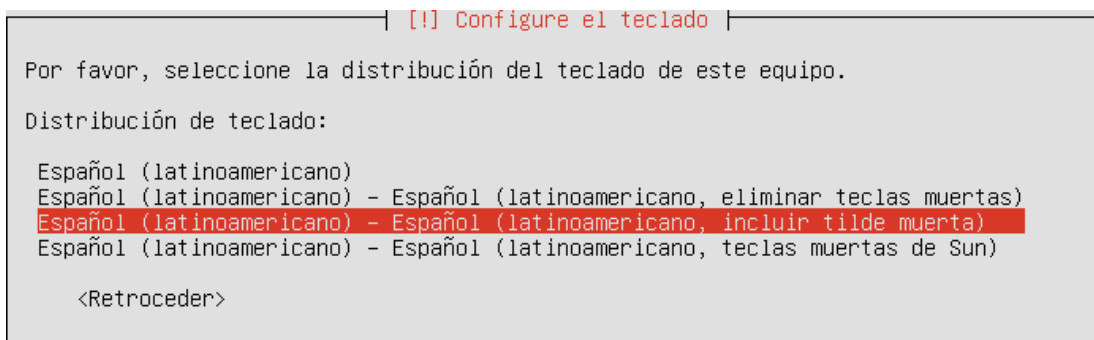 [!] Configure el teclado
Por favor, seleccione la distribución del teclado de este equipo.
Distribución de teclado:
Español (latinoamericano)
Español (latinoamericano) – Español (latinoamericano, eliminar teclas muertas)
Español (latinoamericano) – Español (latinoamericano, incluir tilde muerta)
Español (latinoamericano) – Español (latinoamericano, teclas muertas de Sun)
<Retroceder>